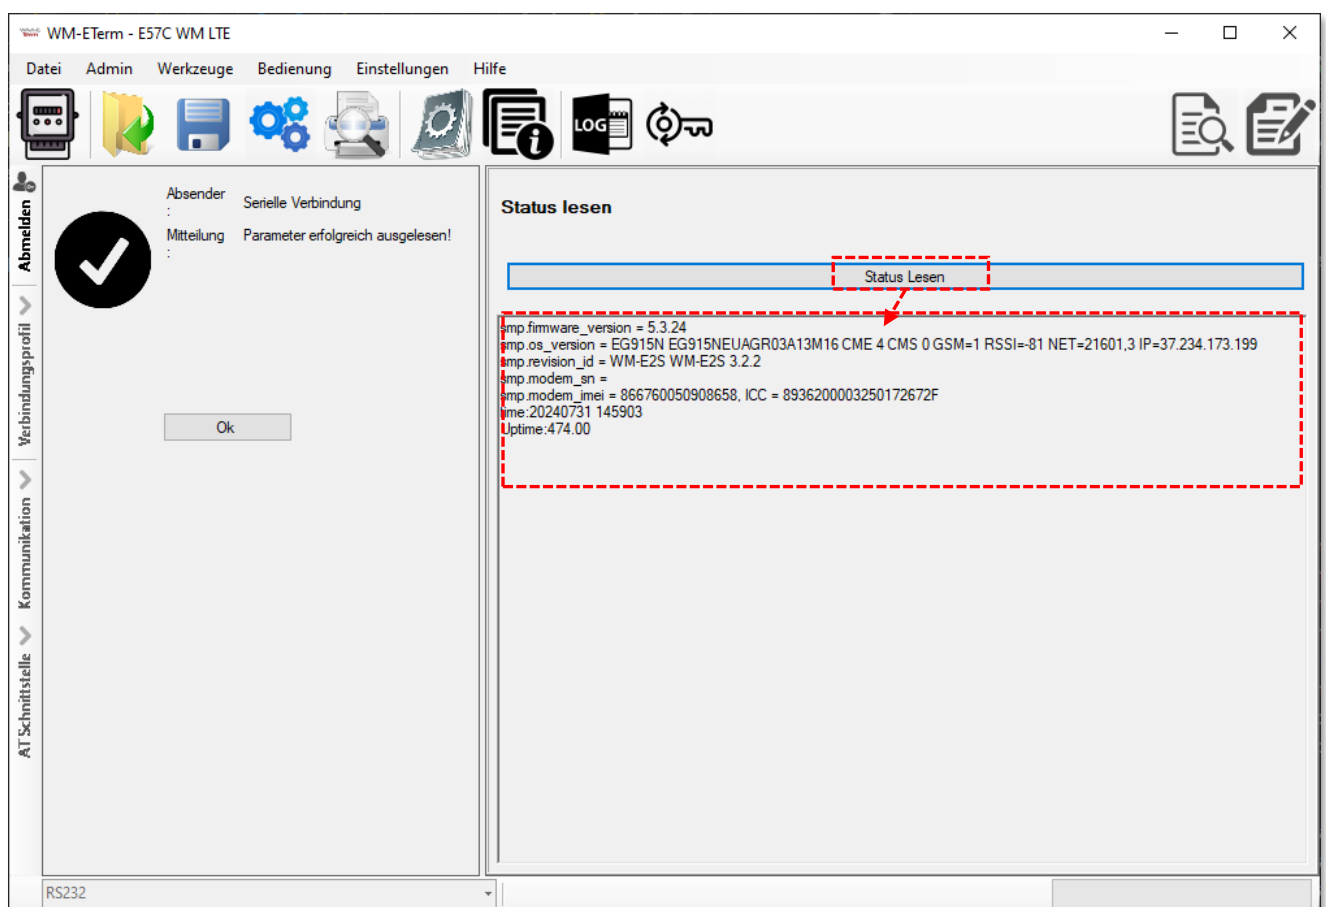 WM-ETerm - E57C WM LTE
Datei Admin Werkzeuge Bedienung Einstellungen Hilfe
LOG
Abmelden
Verbindungsprofil
Kommunikation
AT Schnittstelle
Absender : Serielle Verbindung
Mitteilung : Parameter erfolgreich ausgelesen!
Ok
Status lesen
Status Lesen
smp.firmware_version = 5.3.24
smp.os_version = EG915N EG915NEUAGR03A13M16 CME 4 CMS 0 GSM=1 RSSI=-81 NET=21601,3 IP=37.234.173.199
smp.revision_id = WM-E2S WM-E2S 3.2.2
smp.modem_sn =
smp.modem_imei = 866760050908658, ICC = 8936200003250172672F
time:20240731 145903
Uptime:474.00
RS232